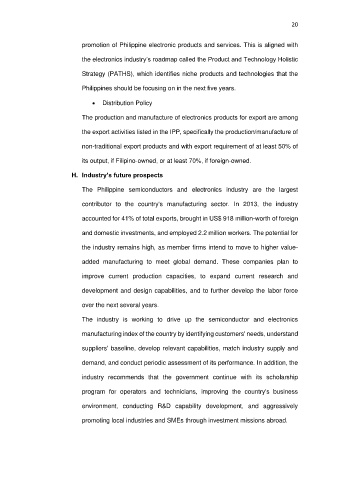 20
promotion of Philippine electronic products and services. This is aligned with
the electronics industry's roadmap called the Product and Technology Holistic
Strategy (PATHS), which identifies niche products and technologies that the
Philippines should be focusing on in the next five years.
• Distribution Policy
The production and manufacture of electronics products for export are among
the export activities listed in the IPP, specifically the production/manufacture of
non-traditional export products and with export requirement of at least 50% of
its output, if Filipino-owned, or at least 70%, if foreign-owned.
H. Industry's future prospects
The Philippine semiconductors and electronics industry are the largest
contributor to the country's manufacturing sector. In 2013, the industry
accounted for 41% of total exports, brought in US$ 918 million-worth of foreign
and domestic investments, and employed 2.2 million workers. The potential for
the industry remains high, as member firms intend to move to higher value-
added manufacturing to meet global demand. These companies plan to
improve current production capacities, to expand current research and
development and design capabilities, and to further develop the labor force
over the next several years.
The industry is working to drive up the semiconductor and electronics
manufacturing index of the country by identifying customers' needs, understand
suppliers' baseline, develop relevant capabilities, match industry supply and
demand, and conduct periodic assessment of its performance. In addition, the
industry recommends that the government continue with its scholarship
program for operators and technicians, improving the country's business
environment, conducting R&D capability development, and aggressively
promoting local industries and SMEs through investment missions abroad.